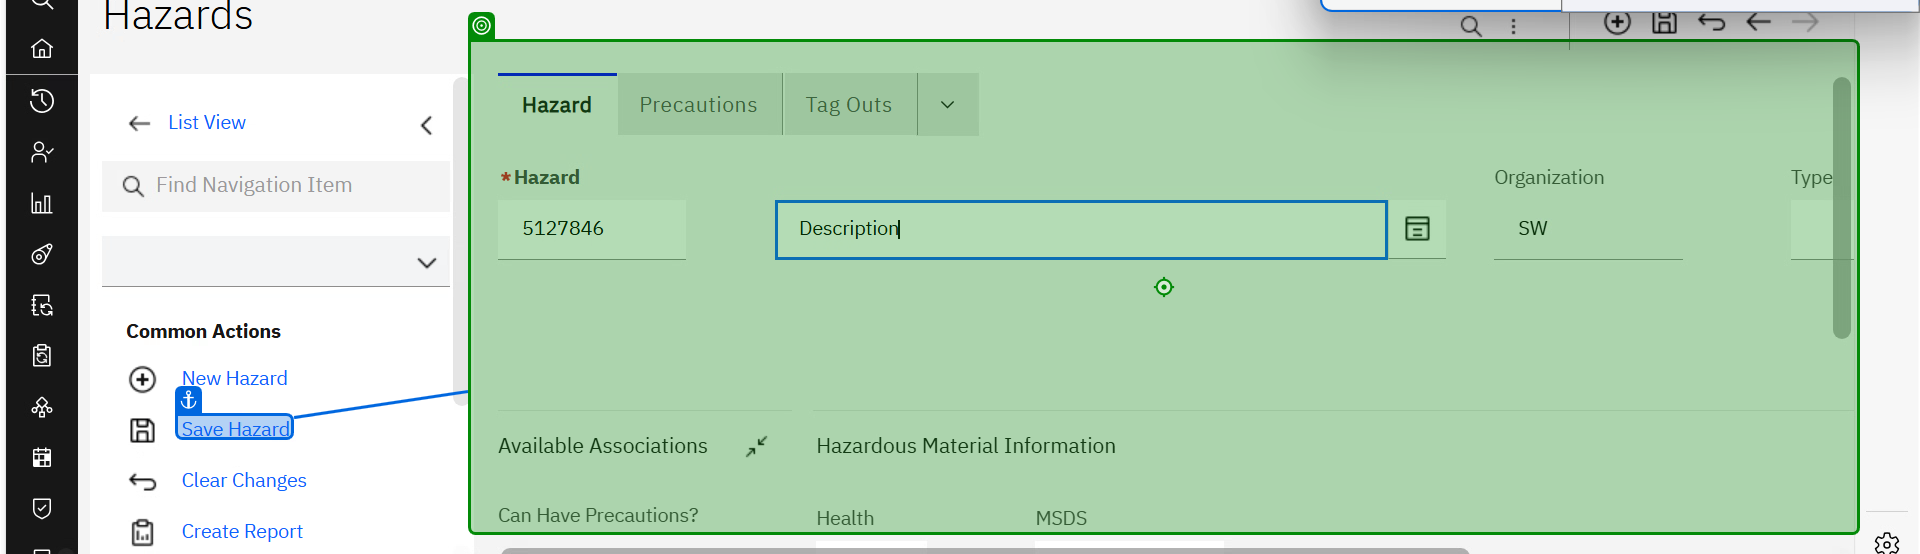 Hazards
List View
Find Navigation Item
Common Actions
New Hazard
Save Hazard
Clear Changes
Create Report
Hazard
Precautions
Tag Outs
* Hazard
5127846
Description
Organization
SW
Type
Available Associations
Hazardous Material Information
Can Have Precautions?
Health
MSDS